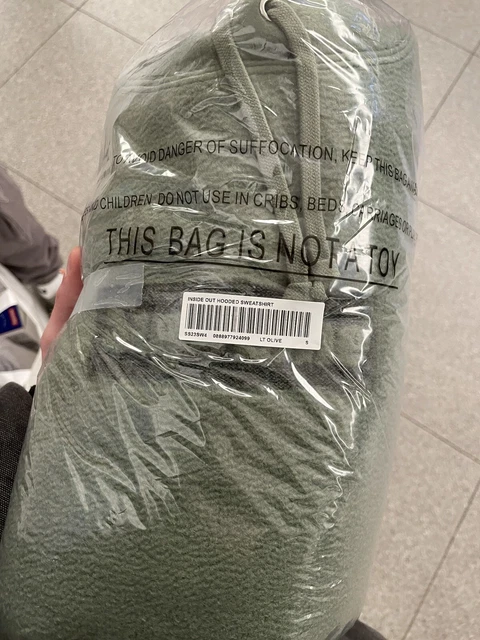 TO AVOID DANGER OF SUFFOCATION, KEEP THIS BAG
AND CHILDREN. DO NOT USE IN CRIBS, BEDS, CARRIAGES OR
THIS BAG IS NOT A TOY
INSIDE OUT HOODED SWEATSHIRT
SS23SW4 0888977924099 LT OLIVE S